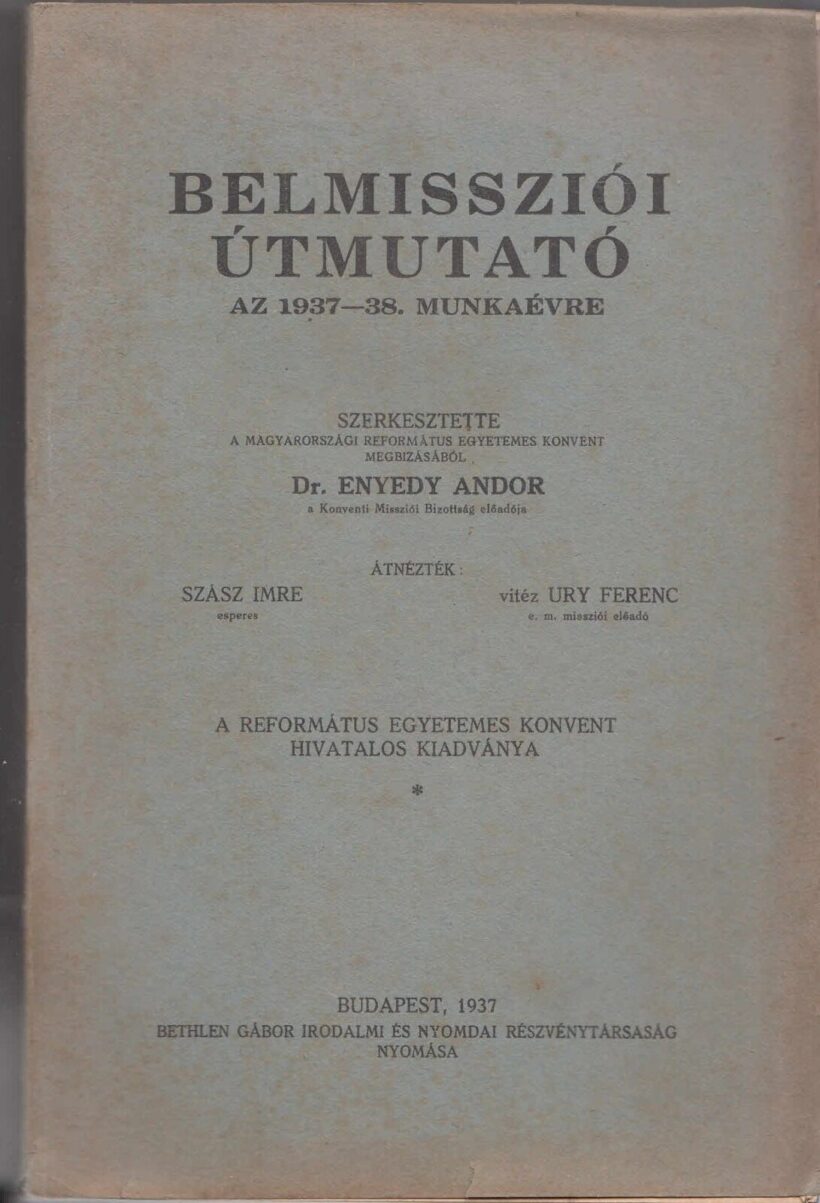 BELMISSZIÓI
ÚTMUTATÓ
AZ 1937—38. MUNKAÉVRE
SZERKESZTETTE
A MAGYARORSZÁGI REFORMÁTUS EGYETEMES KONVENT
MEGBIZÁSÁBÓL
Dr. ENYEDY ANDOR
a Konventi Missziói Bizottság előadója
ÁTNÉZTÉK:
SZÁSZ IMRE
esperes
vitéz URY FERENC
e. m. missziói előadó
A REFORMÁTUS EGYETEMES KONVENT
HIVATALOS KIADVÁNYA
*
BUDAPEST, 1937
BETHLEN GÁBOR IRODALMI ÉS NYOMDAI RÉSZVÉNYTÁRSASÁG
NYOMÁSA